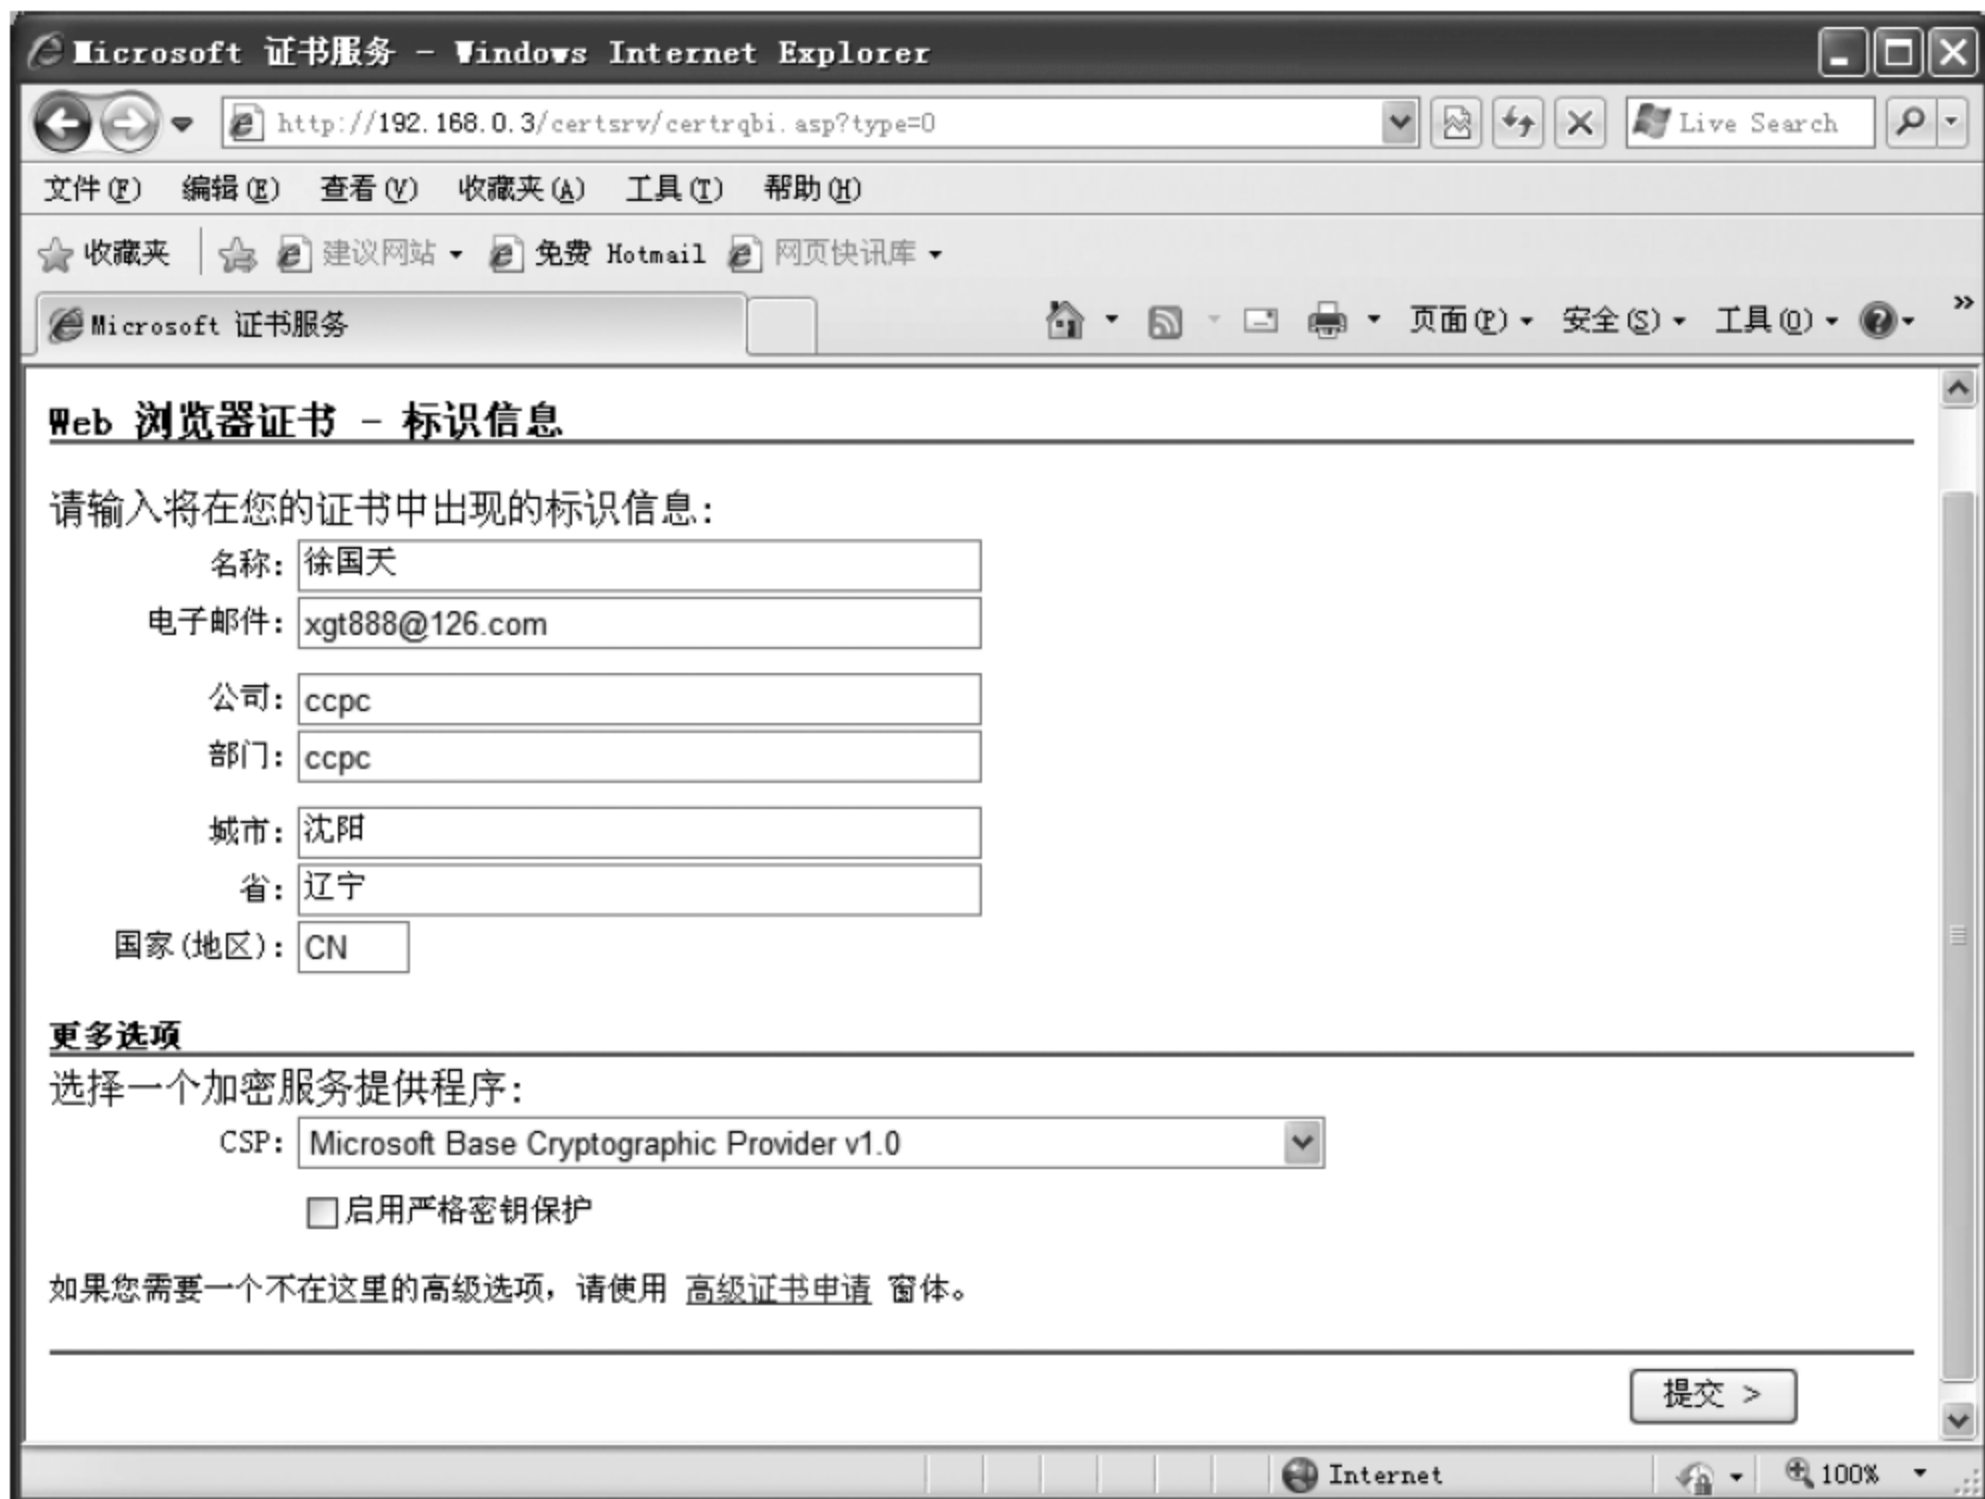 Microsoft 证书服务 - Windows Internet Explorer
http://192.168.0.3/certsrv/certrqbi.asp?type=0
Live Search
文件(F) 编辑(E) 查看(V) 收藏夹(A) 工具(T) 帮助(H)
收藏夹 建议网站 免费 Hotmail 网页快讯库
Microsoft 证书服务
页面(P) 安全(S) 工具(O) »
Web 浏览器证书 - 标识信息
请输入将在您的证书中出现的标识信息:
名称: 徐国天
电子邮件: xgt888@126.com
公司: ccpc
部门: ccpc
城市: 沈阳
省: 辽宁
国家(地区): CN
更多选项
选择一个加密服务提供程序:
CSP: Microsoft Base Cryptographic Provider v1.0
启用严格密钥保护
如果您需要一个不在这里的高级选项，请使用 高级证书申请 窗体。
提交 >
Internet
100%